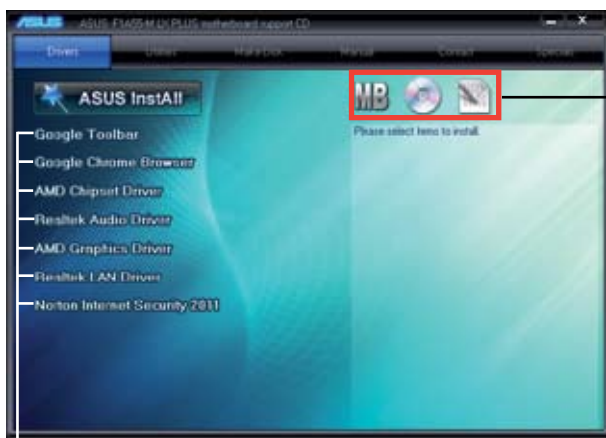 ASUS ASUS F1A55-M LX PLUS motherboard support CD
Drivers Utilities Make Disk Manual Contact Specials
ASUS InstAll
MB
Please select items to install.
Google Toolbar
Google Chrome Browser
AMD Chipset Driver
Realtek Audio Driver
AMD Graphics Driver
Realtek LAN Driver
Norton Internet Security 2011